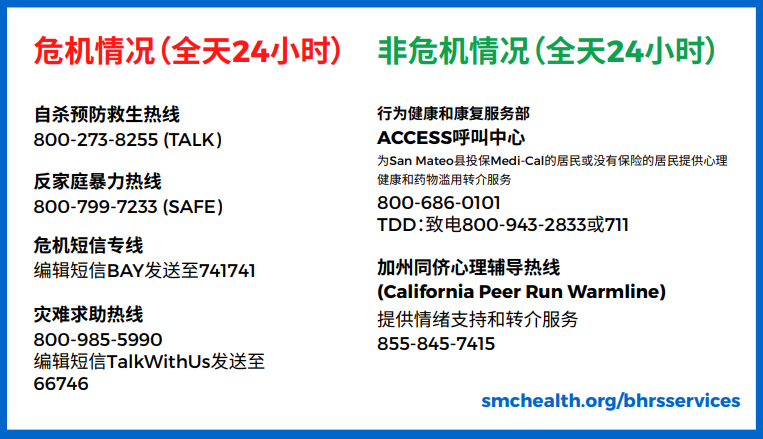 危机情况(全天24小时)
自杀预防救生热线
800-273-8255 (TALK)
反家庭暴力热线
800-799-7233 (SAFE)
危机短信专线
编辑短信BAY发送至741741
灾难求助热线
800-985-5990
编辑短信TalkWithUs发送至
66746
非危机情况(全天24小时)
行为健康和康复服务部
ACCESS呼叫中心
为San Mateo县投保Medi-Cal的居民或没有保险的居民提供心理
健康和药物滥用转介服务
800-686-0101
TDD:致电800-943-2833或711
加州同侪心理辅导热线
(California Peer Run Warmline)
提供情绪支持和转介服务
855-845-7415
smchealth.org/bhrsservices